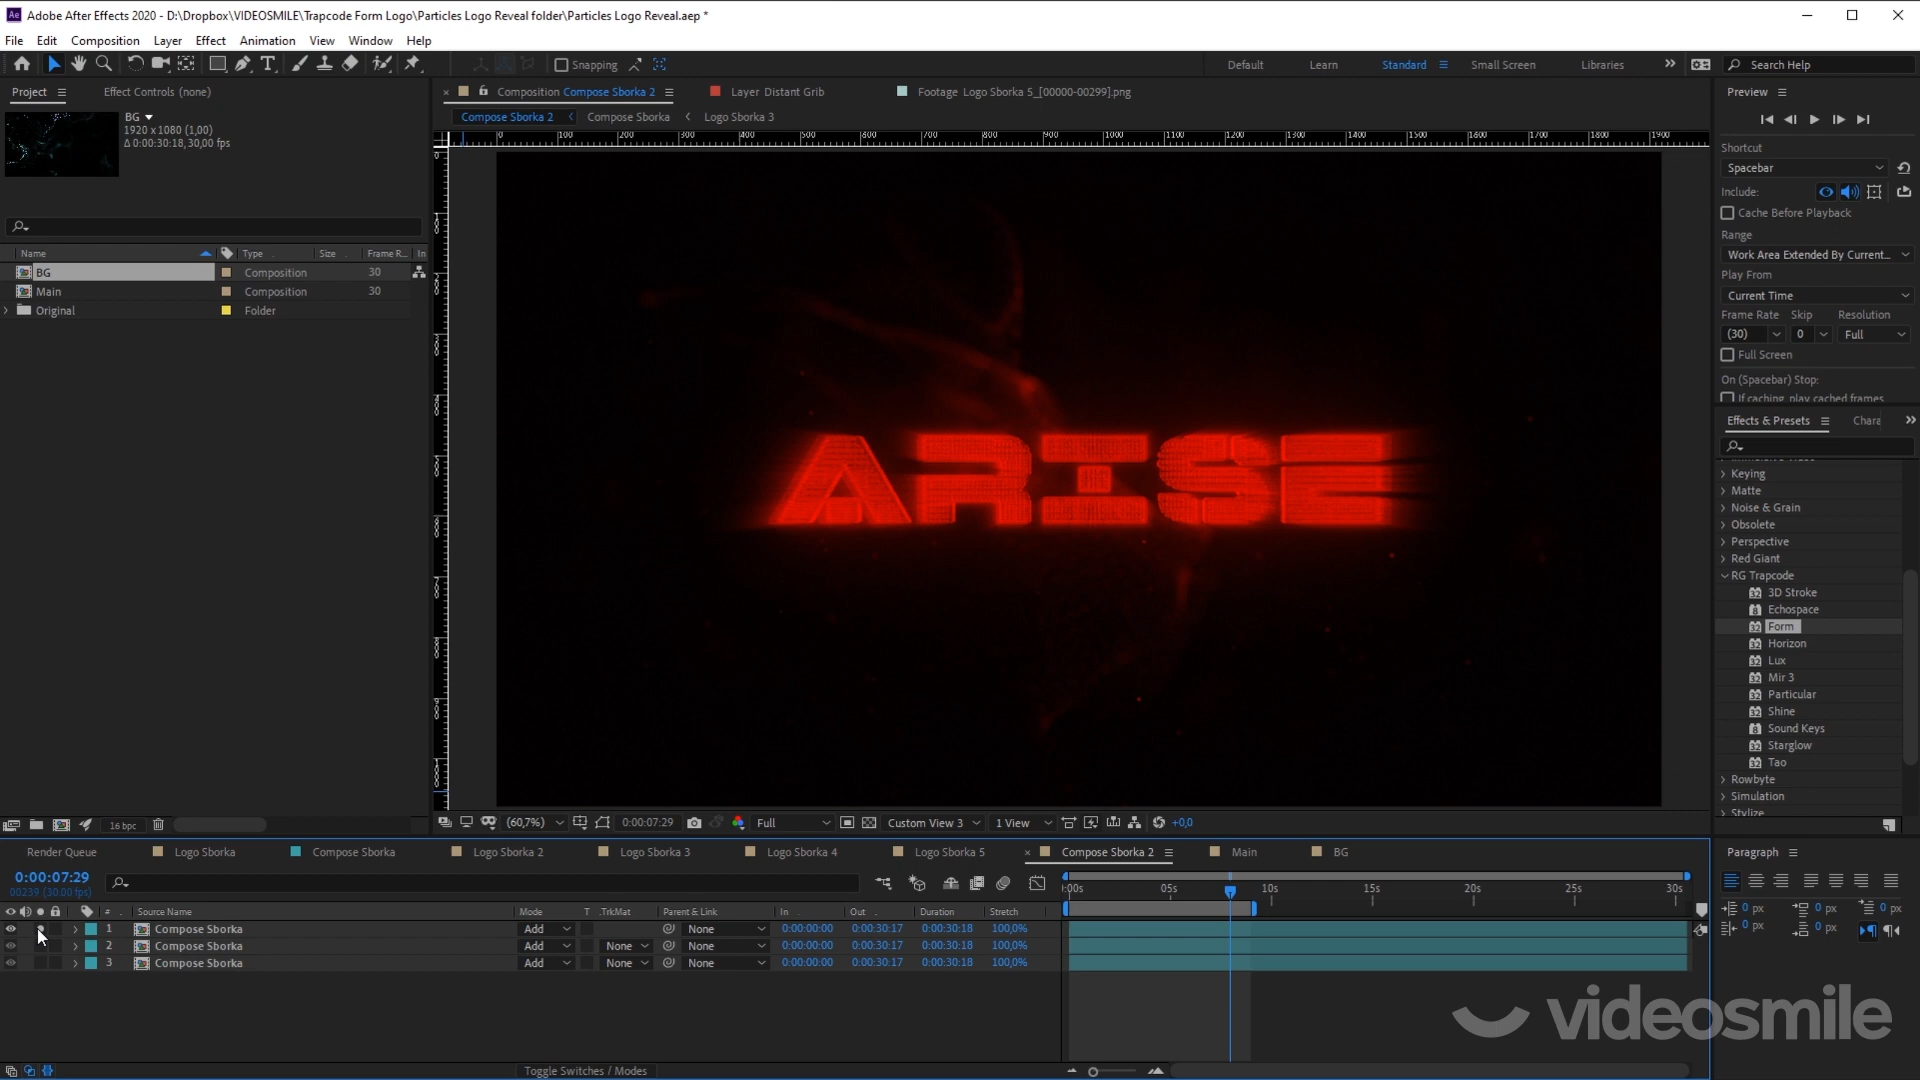 Adobe After Effects 2020 - D:\Dropbox\VIDEOSMILE\Trapcode Form Logo\Particles Logo Reveal folder\Particles Logo Reveal.aep *
File Edit Composition Layer Effect Animation View Window Help
Snapping Default Learn Standard Small Screen Libraries Search Help
Project Effect Controls (none) Composition Compose Sborka 2 Layer Distant Grib Footage Logo Sborka 5_[00000-00299].png Preview
BG
1920 x 1080 (1,00)
Δ 0:00:30:18, 30,00 fps
Compose Sborka 2 Compose Sborka Logo Sborka 3
Name Type Size Frame R... In
BG Composition 30
Main Composition 30
Original Folder
ARISE
Shortcut
Spacebar
Include:
Cache Before Playback
Range
Work Area Extended By Current...
Play From
Current Time
Frame Rate Skip Resolution
(30) 0 Full
Full Screen
On (Spacebar) Stop:
If caching, play cached frames
Effects & Presets Chara
Keying
Matte
Noise & Grain
Obsolete
Perspective
Red Giant
RG Trapcode
3D Stroke
Echospace
Form
Horizon
Lux
Mir 3
Particular
Shine
Sound Keys
Starglow
Tao
Rowbyte
Simulation
Stylize
16 bpc (60,7%) 0:00:07:29 Full Custom View 3 1 View +0,0
Render Queue Logo Sborka Compose Sborka Logo Sborka 2 Logo Sborka 3 Logo Sborka 4 Logo Sborka 5 Compose Sborka 2 Main BG
0:00:07:29
00239 (30.00 fps)
:00s 05s 10s 15s 20s 25s 30s
# Source Name Mode T .TrkMat Parent & Link In Out Duration Stretch
1 Compose Sborka Add None 0:00:00:00 0:00:30:17 0:00:30:18 100,0%
2 Compose Sborka Add None None 0:00:00:00 0:00:30:17 0:00:30:18 100,0%
3 Compose Sborka Add None None 0:00:00:00 0:00:30:17 0:00:30:18 100,0%
Toggle Switches / Modes
Paragraph
0 px 0 px 0 px
0 px 0 px
videosmile